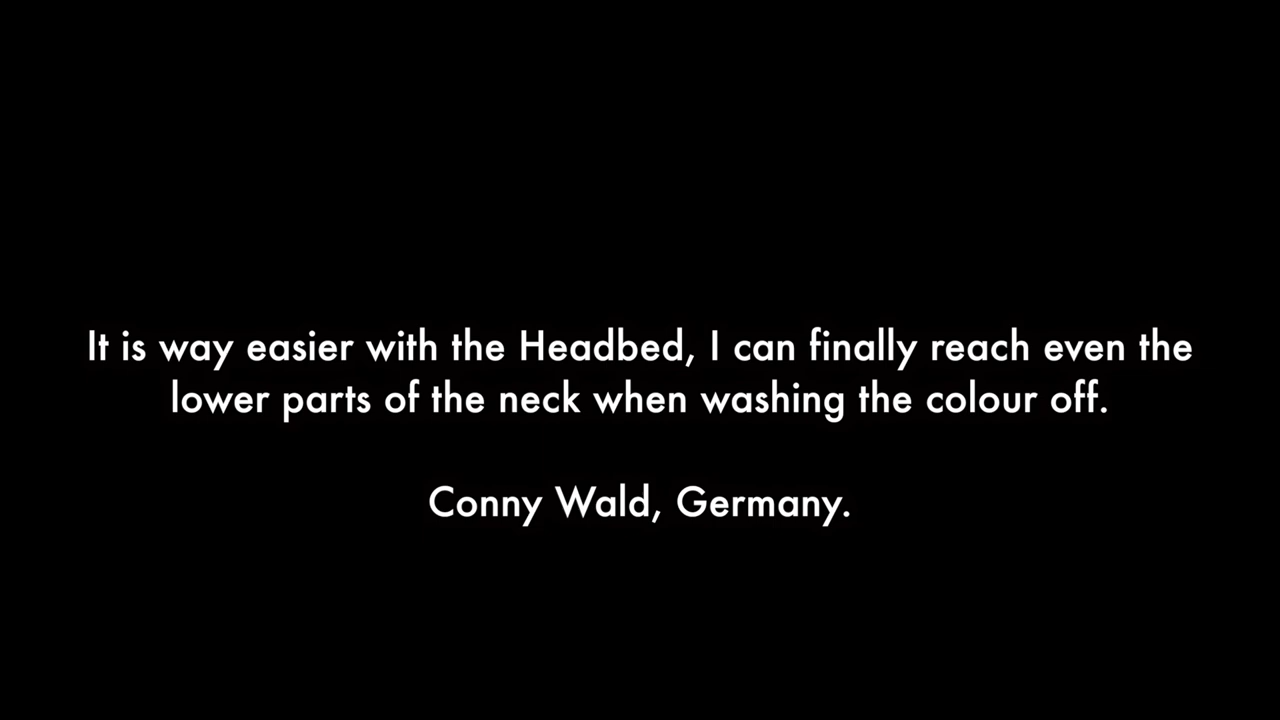 It is way easier with the Headbed, I can finally reach even the
lower parts of the neck when washing the colour off.
Conny Wald, Germany.